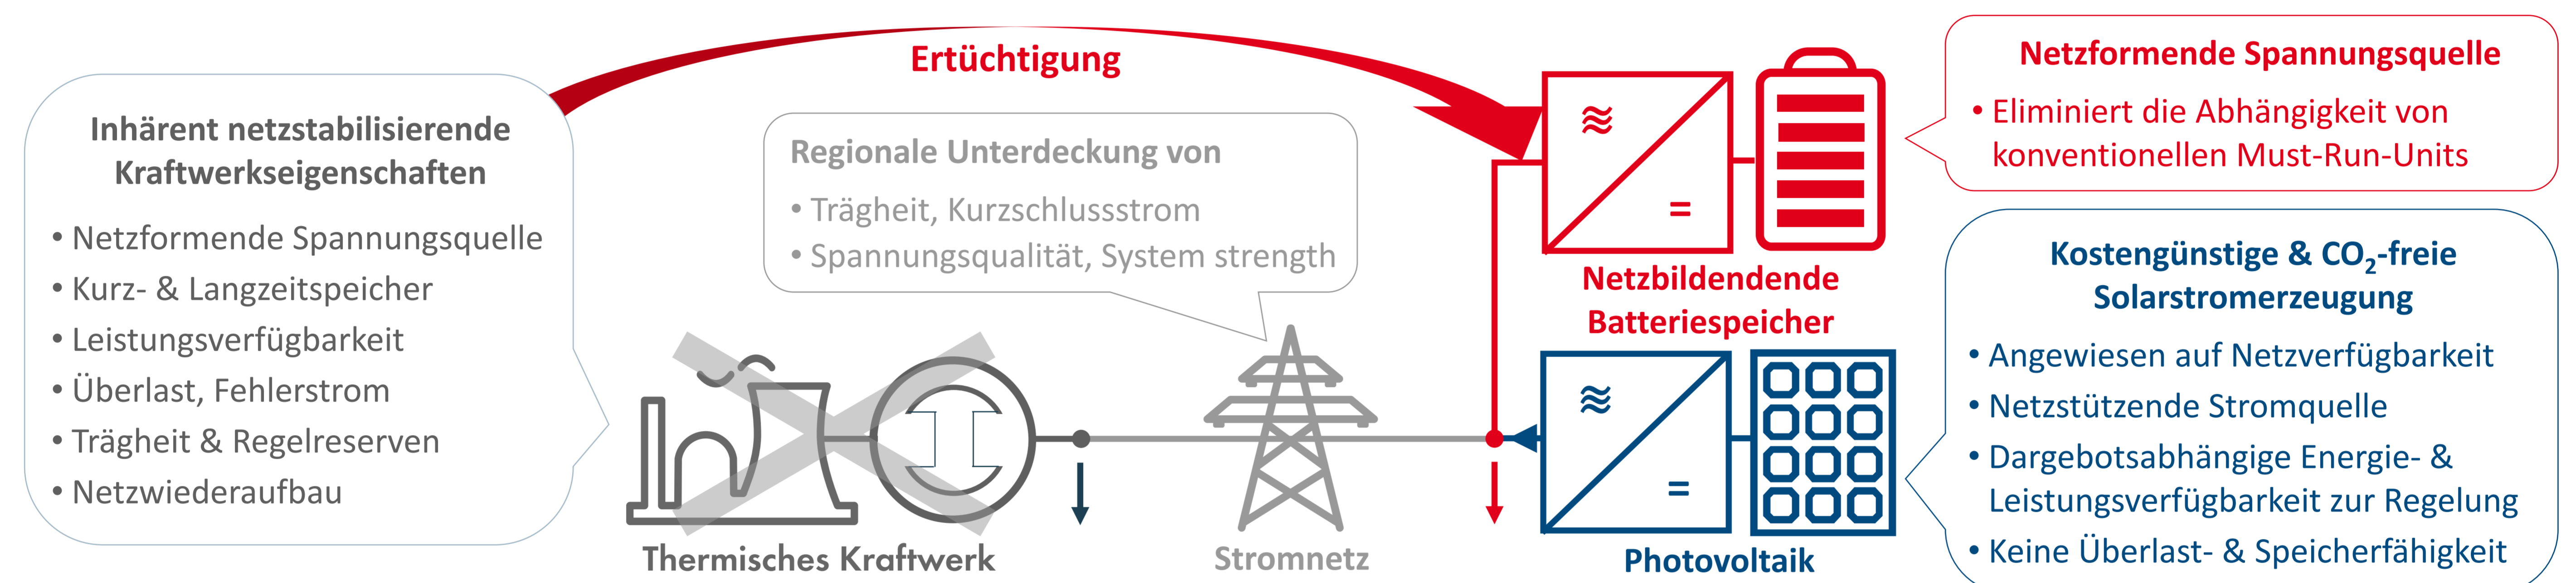 Inhärent netzstabilisierende
Kraftwerkseigenschaften
• Netzformende Spannungsquelle
• Kurz- & Langzeitspeicher
• Leistungsverfügbarkeit
• Überlast, Fehlerstrom
• Trägheit & Regelreserven
• Netzwiederaufbau
Ertüchtigung
Regionale Unterdeckung von
• Trägheit, Kurzschlussstrom
• Spannungsqualität, System strength
Thermisches Kraftwerk
Stromnetz
≋
=
Netzbildendende
Batteriespeicher
≋
=
Photovoltaik
Netzformende Spannungsquelle
• Eliminiert die Abhängigkeit von
konventionellen Must-Run-Units
Kostengünstige & CO₂-freie
Solarstromerzeugung
• Angewiesen auf Netzverfügbarkeit
• Netzstützende Stromquelle
• Dargebotsabhängige Energie- &
Leistungsverfügbarkeit zur Regelung
• Keine Überlast- & Speicherfähigkeit